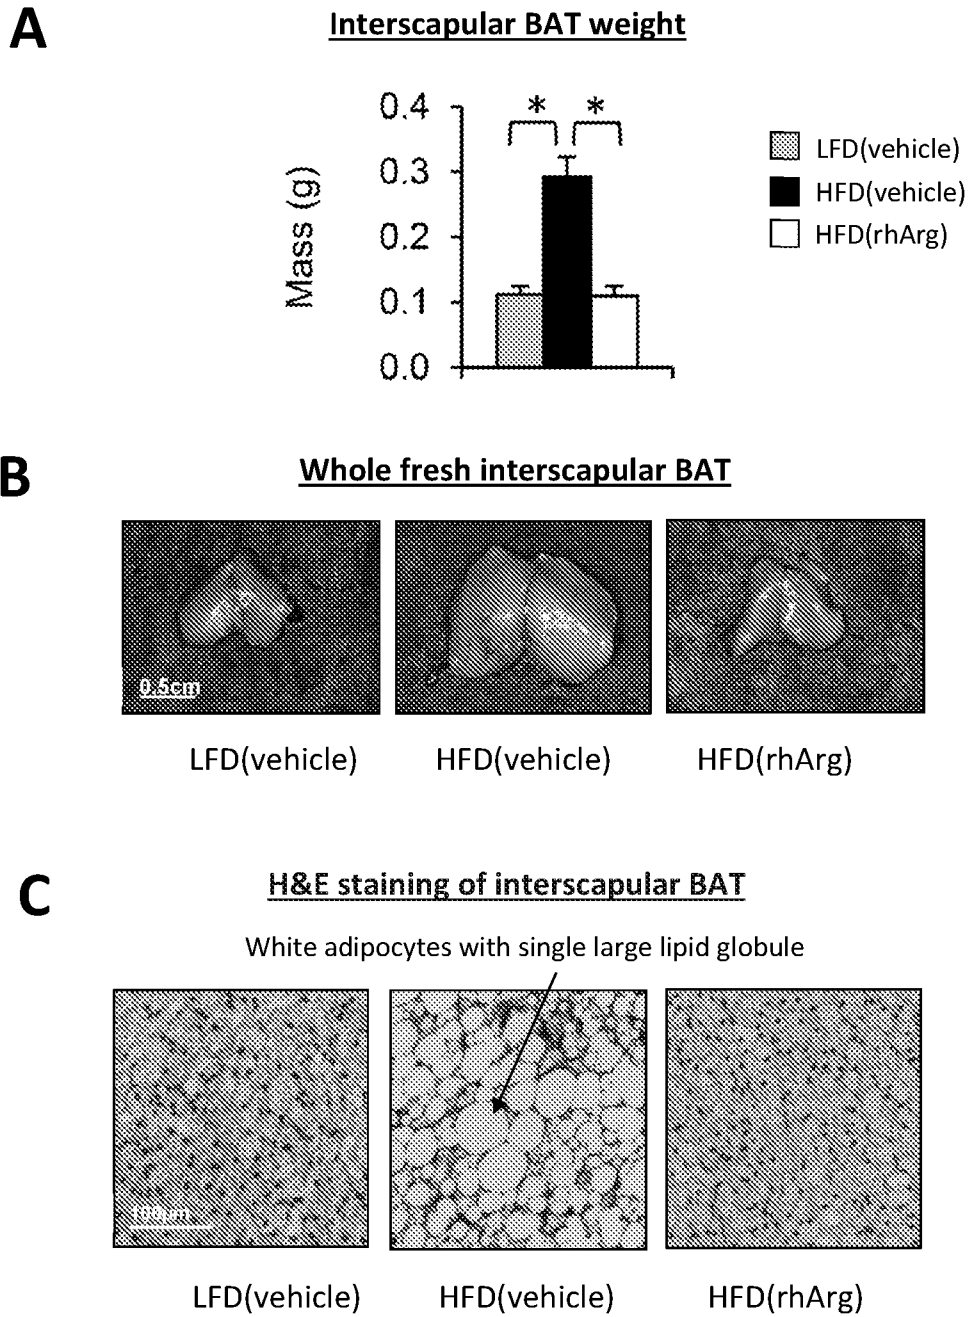 A
Interscapular BAT weight
0.4
0.3
0.2
0.1
0.0
Mass (g)
*
*
LFD(vehicle)
HFD(vehicle)
HFD(rhArg)
B
Whole fresh interscapular BAT
0.5cm
LFD(vehicle)
HFD(vehicle)
HFD(rhArg)
C
H&E staining of interscapular BAT
White adipocytes with single large lipid globule
100μm
LFD(vehicle)
HFD(vehicle)
HFD(rhArg)